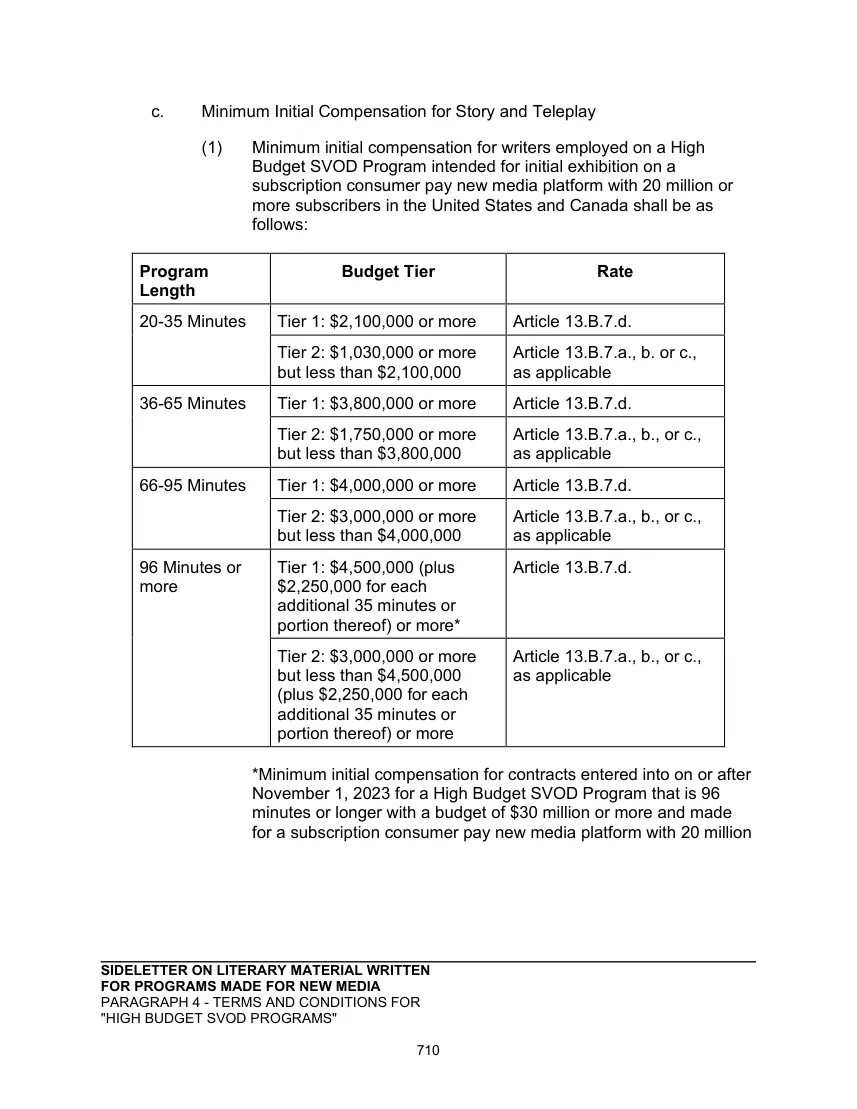 c. Minimum Initial Compensation for Story and Teleplay
(1) Minimum initial compensation for writers employed on a High
Budget SVOD Program intended for initial exhibition on a
subscription consumer pay new media platform with 20 million or
more subscribers in the United States and Canada shall be as
follows:
Program Length | Budget Tier | Rate
20-35 Minutes | Tier 1: $2,100,000 or more | Article 13.B.7.d.
Tier 2: $1,030,000 or more | Article 13.B.7.a., b. or c.,
but less than $2,100,000 | as applicable
36-65 Minutes | Tier 1: $3,800,000 or more | Article 13.B.7.d.
Tier 2: $1,750,000 or more | Article 13.B.7.a., b., or c.,
but less than $3,800,000 | as applicable
66-95 Minutes | Tier 1: $4,000,000 or more | Article 13.B.7.d.
Tier 2: $3,000,000 or more | Article 13.B.7.a., b., or c.,
but less than $4,000,000 | as applicable
96 Minutes or | Tier 1: $4,500,000 (plus | Article 13.B.7.d.
more | $2,250,000 for each
additional 35 minutes or
portion thereof) or more*
Tier 2: $3,000,000 or more | Article 13.B.7.a., b., or c.,
but less than $4,500,000 | as applicable
(plus $2,250,000 for each
additional 35 minutes or
portion thereof) or more
*Minimum initial compensation for contracts entered into on or after
November 1, 2023 for a High Budget SVOD Program that is 96
minutes or longer with a budget of $30 million or more and made
for a subscription consumer pay new media platform with 20 million
SIDELETTER ON LITERARY MATERIAL WRITTEN
FOR PROGRAMS MADE FOR NEW MEDIA
PARAGRAPH 4 - TERMS AND CONDITIONS FOR
"HIGH BUDGET SVOD PROGRAMS"
710